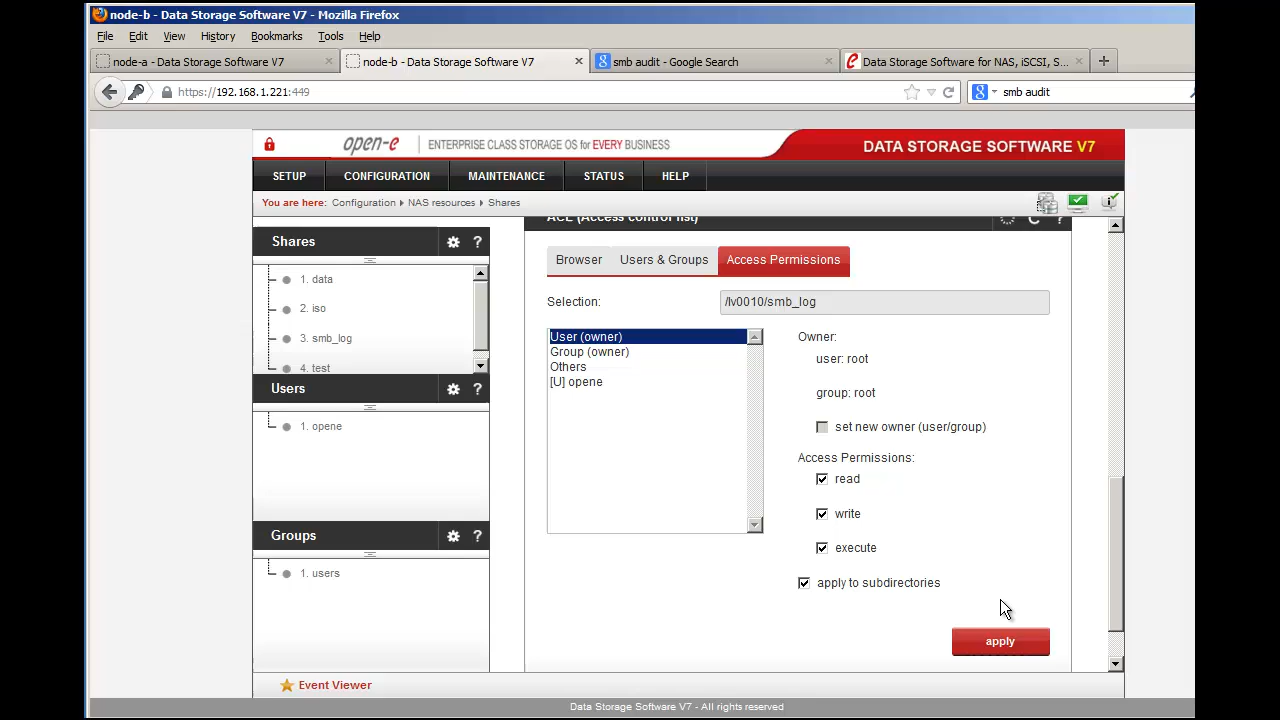 node-b - Data Storage Software V7 - Mozilla Firefox
File Edit View History Bookmarks Tools Help
node-a - Data Storage Software V7 × node-b - Data Storage Software V7 × smb audit - Google Search × Data Storage Software for NAS, iSCSI, S... × +
https://192.168.1.221:449 smb audit
open-e ENTERPRISE CLASS STORAGE OS for EVERY BUSINESS DATA STORAGE SOFTWARE V7
SETUP CONFIGURATION MAINTENANCE STATUS HELP
You are here: Configuration NAS resources Shares
ACL (Access control list) ?
Shares ?
1. data
2. iso
3. smb_log
4. test
Users ?
1. opene
Groups ?
1. users
Browser Users & Groups Access Permissions
Selection: /lv0010/smb_log
User (owner)
Group (owner)
Others
[U] opene
Owner:
user: root
group: root
set new owner (user/group)
Access Permissions:
read
write
execute
apply to subdirectories
apply
Event Viewer
Data Storage Software V7 - All rights reserved